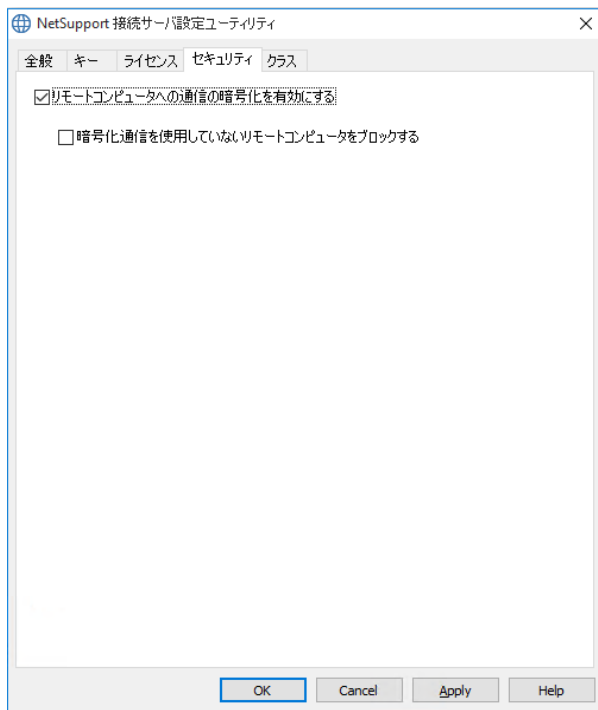 NetSupport 接続サーバ設定ユーティリティ
全般 キー ライセンス セキュリティ クラス
リモートコンピュータへの通信の暗号化を有効にする
暗号化通信を使用していないリモートコンピュータをブロックする
OK Cancel Apply Help